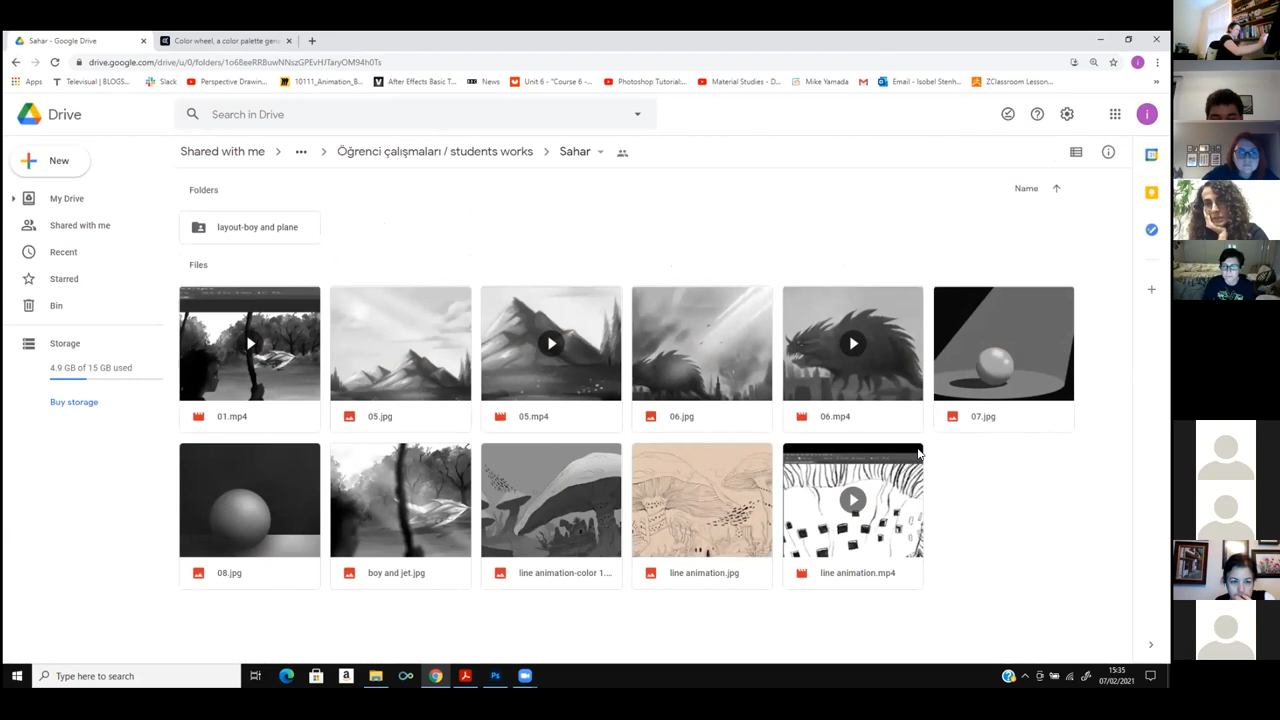 Sahar - Google Drive
Color wheel, a color palette gen
drive.google.com/drive/u/0/folders/1o68eeRRBuwNNszGPEvHJTaryOM94h0Ts
Apps
Televisual | BLOGS...
Slack
Perspective Drawin...
10111_Animation_B...
After Effects Basic T...
News
Unit 6 - "Course 6 -...
Photoshop Tutorial:...
Material Studies - D...
Mike Yamada
Email - Isobel Stenh...
ZClassroom Lesson...
»
Drive
Search in Drive
i
New
Shared with me
Öğrenci çalışmaları / students works
Sahar
My Drive
Shared with me
Recent
Starred
Bin
Storage
4.9 GB of 15 GB used
Buy storage
Folders
Name
layout-boy and plane
Files
01.mp4
05.jpg
05.mp4
06.jpg
06.mp4
07.jpg
08.jpg
boy and jet.jpg
line animation-color 1....
line animation.jpg
line animation.mp4
Type here to search
15:35
07/02/2021